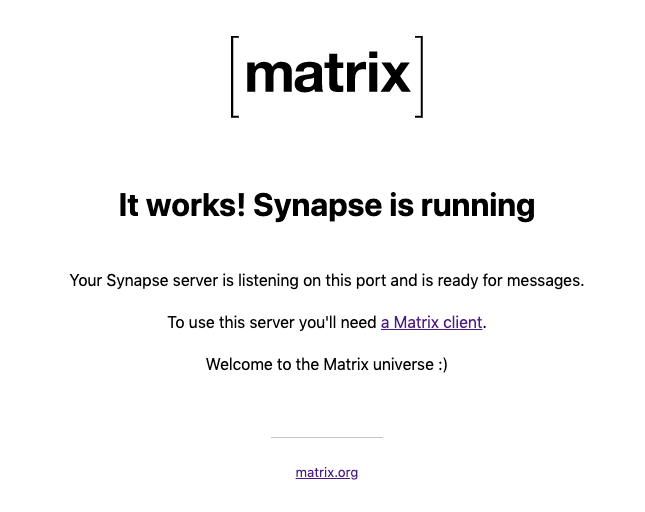 [matrix]
It works! Synapse is running
Your Synapse server is listening on this port and is ready for messages.
To use this server you'll need a Matrix client.
Welcome to the Matrix universe :)
matrix.org